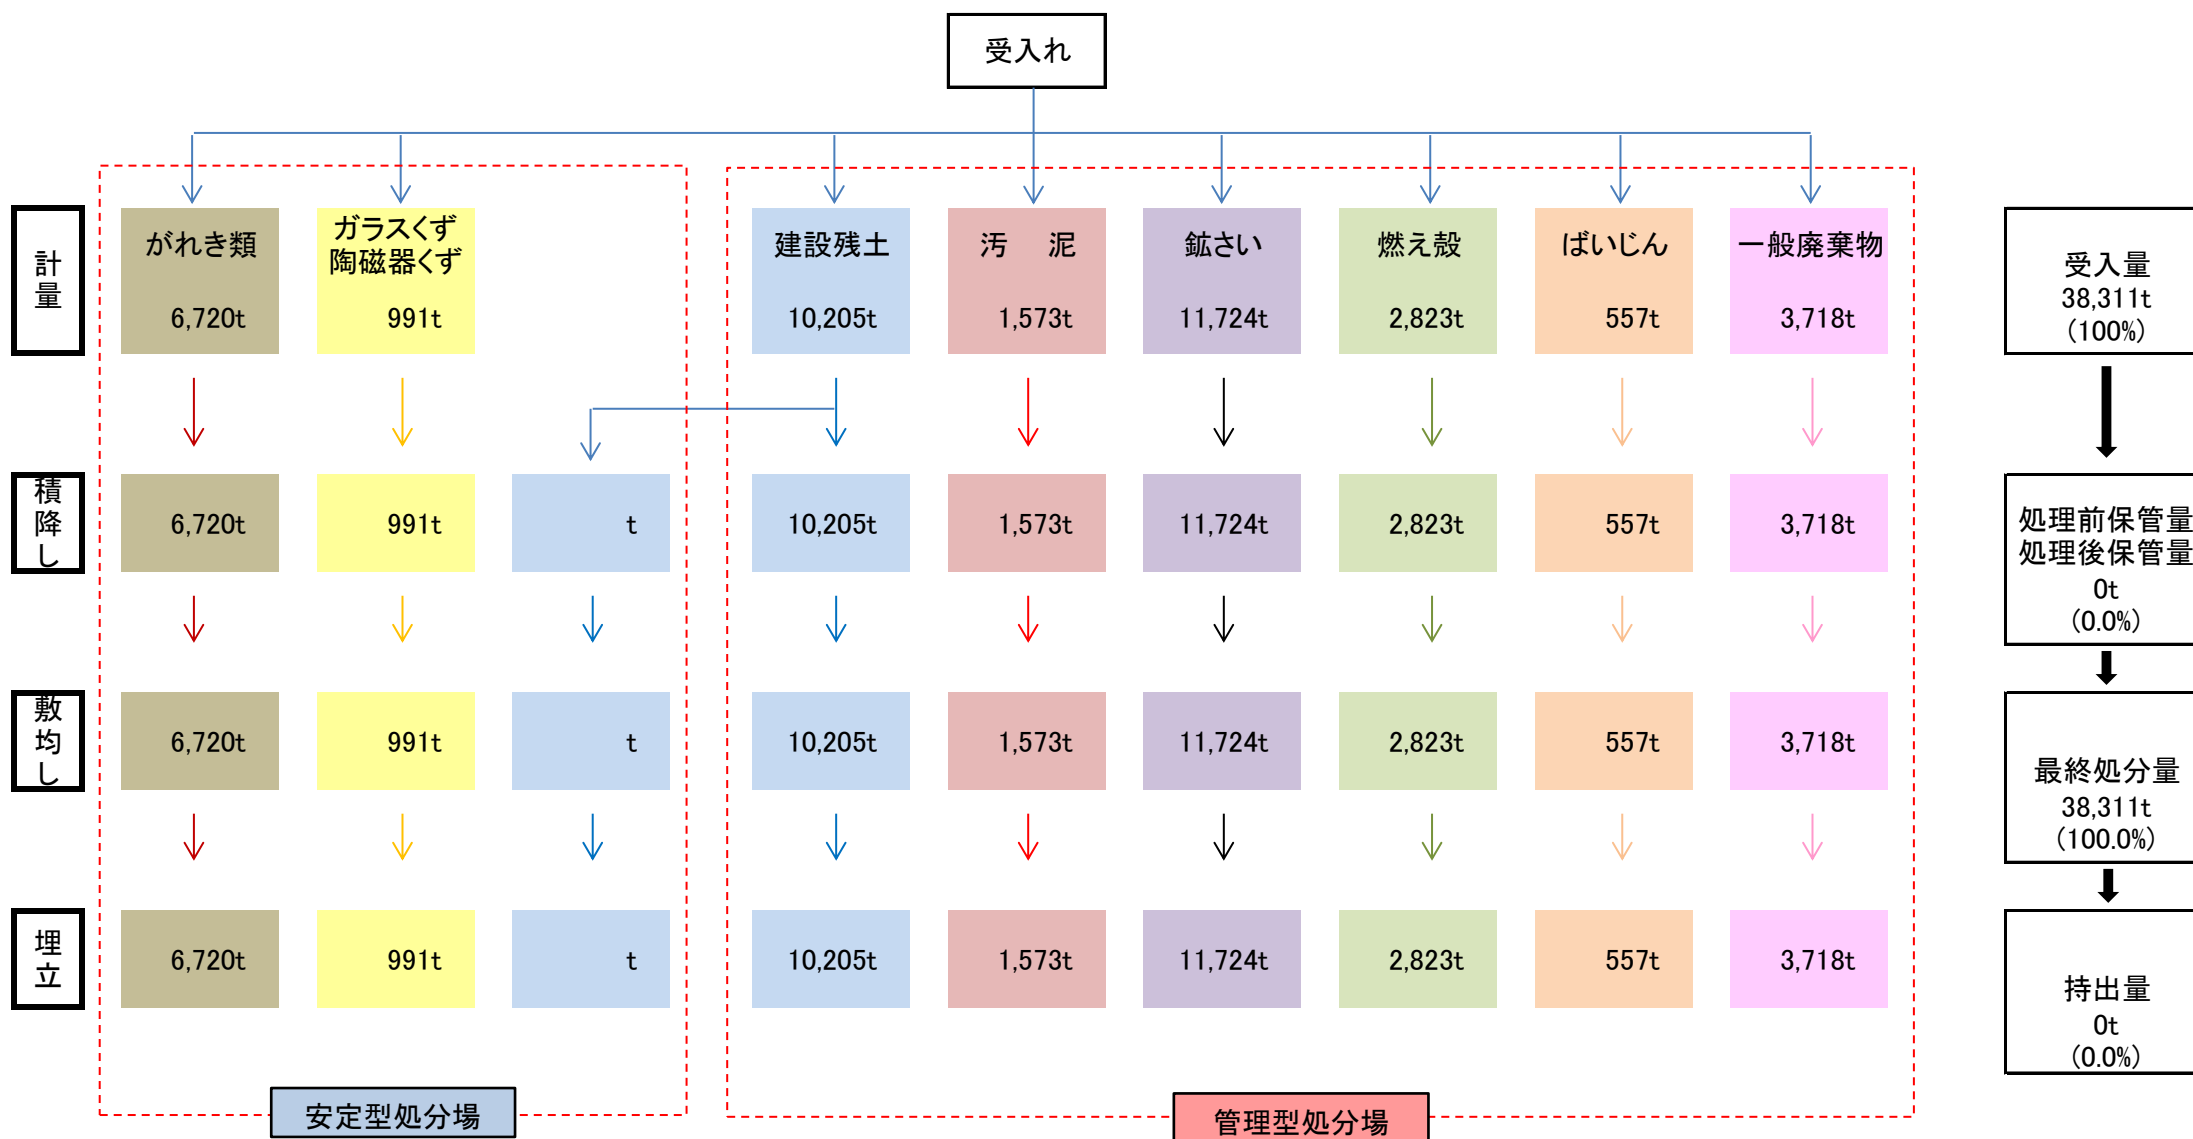 受入れ
計量
がれき類
6,720t
ガラスくず
陶磁器くず
991t
建設残土
10,205t
汚　泥
1,573t
鉱さい
11,724t
燃え殻
2,823t
ばいじん
557t
一般廃棄物
3,718t
受入量
38,311t
(100%)
積降し
6,720t
991t
t
10,205t
1,573t
11,724t
2,823t
557t
3,718t
処理前保管量
処理後保管量
0t
(0.0%)
敷均し
6,720t
991t
t
10,205t
1,573t
11,724t
2,823t
557t
3,718t
最終処分量
38,311t
(100.0%)
埋立
6,720t
991t
t
10,205t
1,573t
11,724t
2,823t
557t
3,718t
持出量
0t
(0.0%)
安定型処分場
管理型処分場